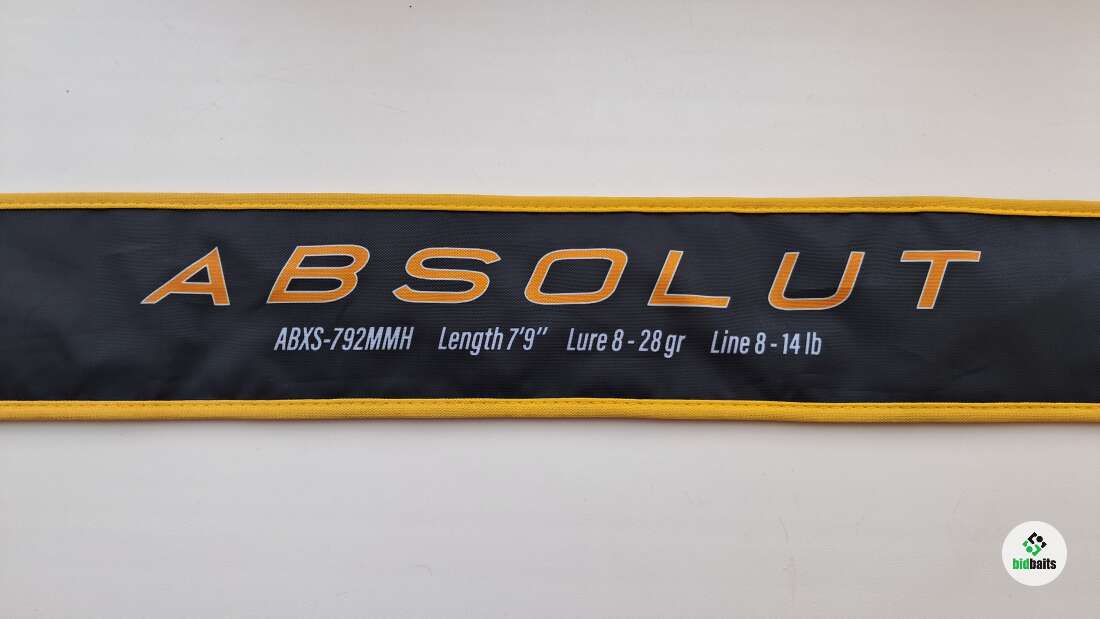 ABSOLUT
ABXS-792MMH Length 7'9" Lure 8 - 28 gr Line 8 - 14 lb
bidbaits